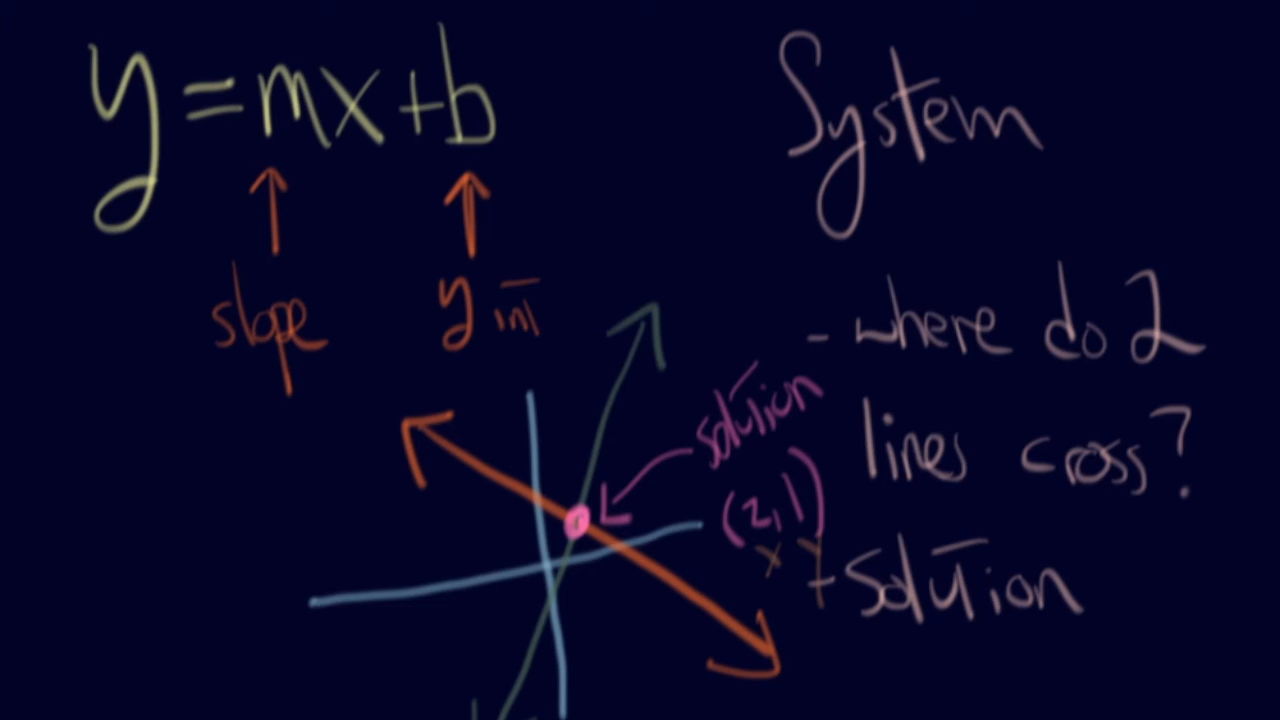 y = mx + b
slope
y int
System
- where do 2
lines cross?
- solution
solution
(2,1)
x y